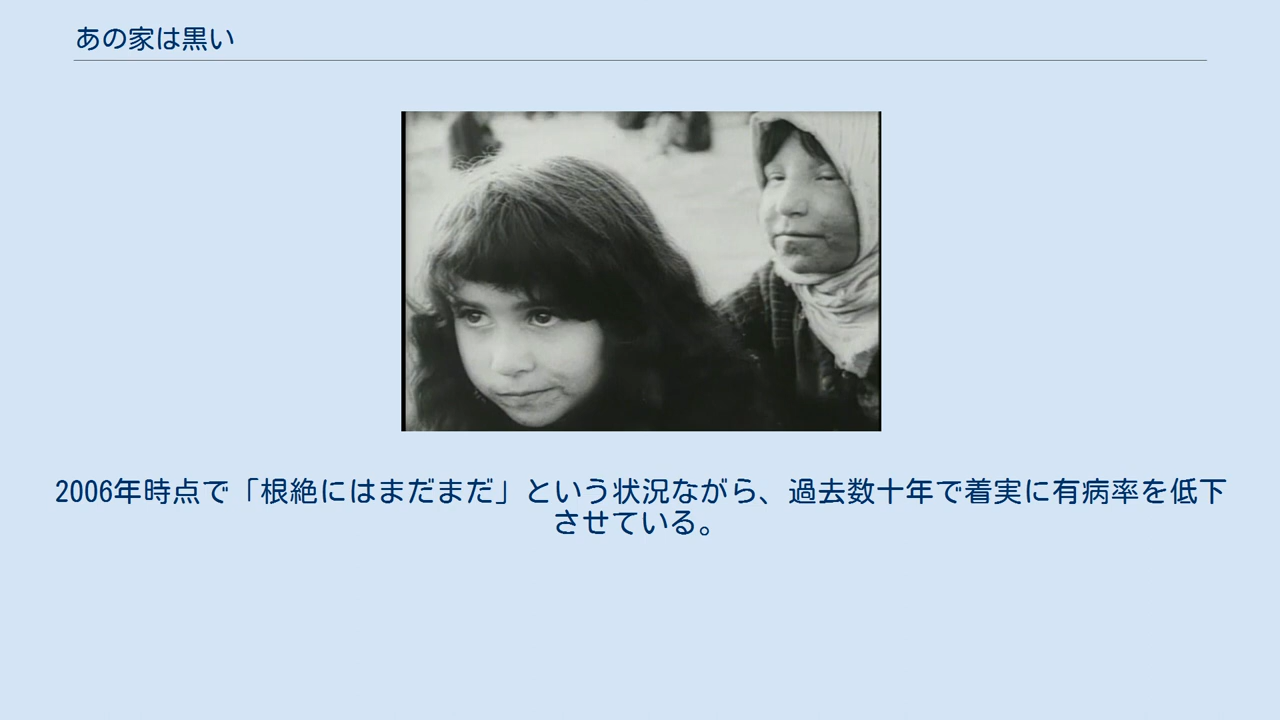 あの家は黒い
2006年時点で「根絶にはまだまだ」という状況ながら、過去数十年で着実に有病率を低下
させている。